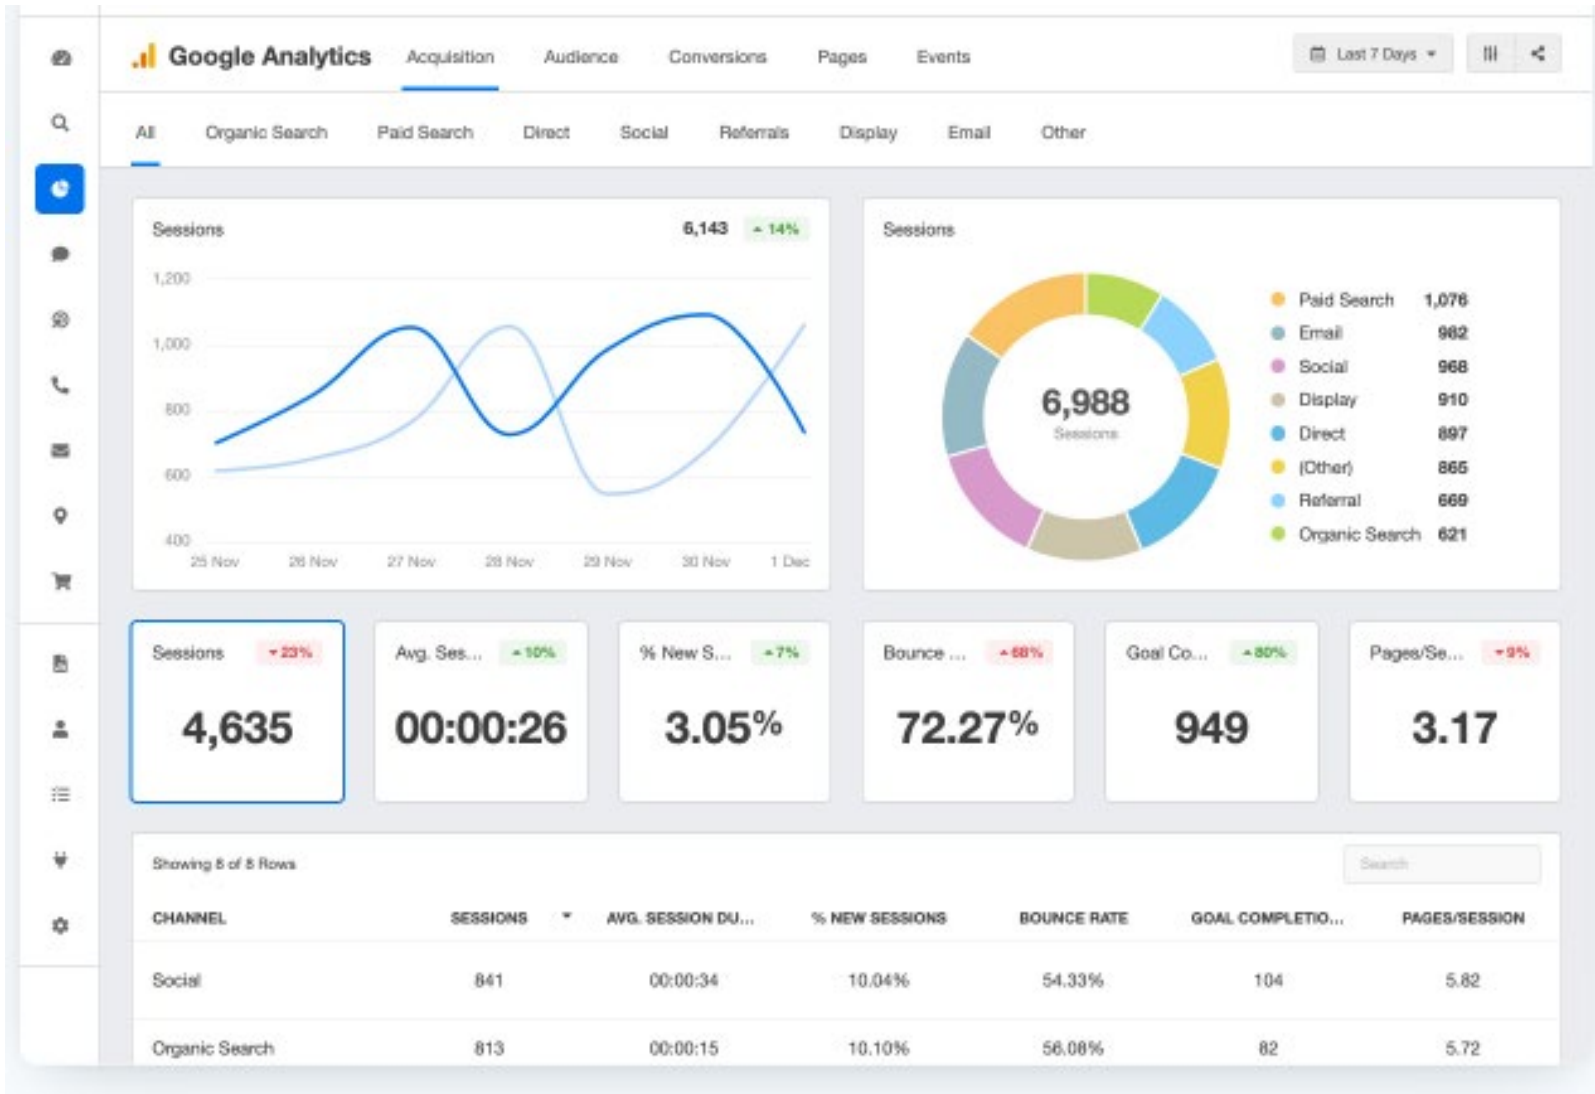 Google Analytics Acquisition Audience Conversions Pages Events Last 7 Days
All Organic Search Paid Search Direct Social Referrals Display Email Other
Sessions 6,143 14%
1,200
1,000
800
600
400
25 Nov 26 Nov 27 Nov 28 Nov 29 Nov 30 Nov 1 Dec
Sessions
6,988
Sessions
Paid Search 1,076
Email 982
Social 968
Display 910
Direct 897
(Other) 865
Referral 669
Organic Search 621
Sessions 23%
4,635
Avg. Ses... 10%
00:00:26
% New S... 7%
3.05%
Bounce ... 68%
72.27%
Goal Co... 80%
949
Pages/Se... 9%
3.17
Showing 8 of 8 Rows Search
CHANNEL SESSIONS AVG. SESSION DU... % NEW SESSIONS BOUNCE RATE GOAL COMPLETIO... PAGES/SESSION
Social 841 00:00:34 10.04% 54.33% 104 5.82
Organic Search 813 00:00:15 10.10% 56.08% 82 5.72